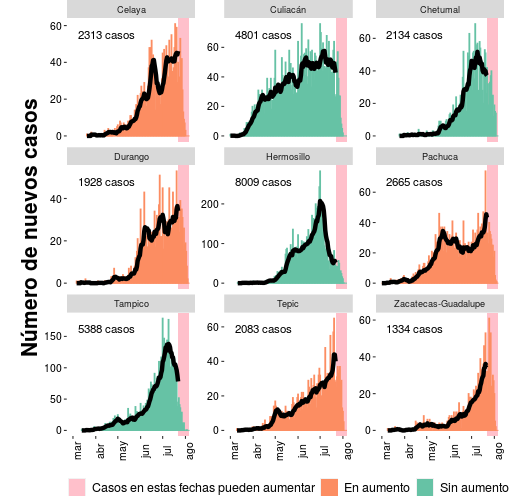 Número de nuevos casos
Celaya
Culiacán
Chetumal
60
40
20
0
2313 casos
60
40
20
0
4801 casos
60
40
20
0
2134 casos
Durango
Hermosillo
Pachuca
40
20
0
1928 casos
200
100
0
8009 casos
60
40
20
0
2665 casos
Tampico
Tepic
Zacatecas-Guadalupe
150
100
50
0
5388 casos
60
40
20
0
2083 casos
60
40
20
0
1334 casos
mar abr may jun jul ago
mar abr may jun jul ago
mar abr may jun jul ago
Casos en estas fechas pueden aumentar En aumento Sin aumento